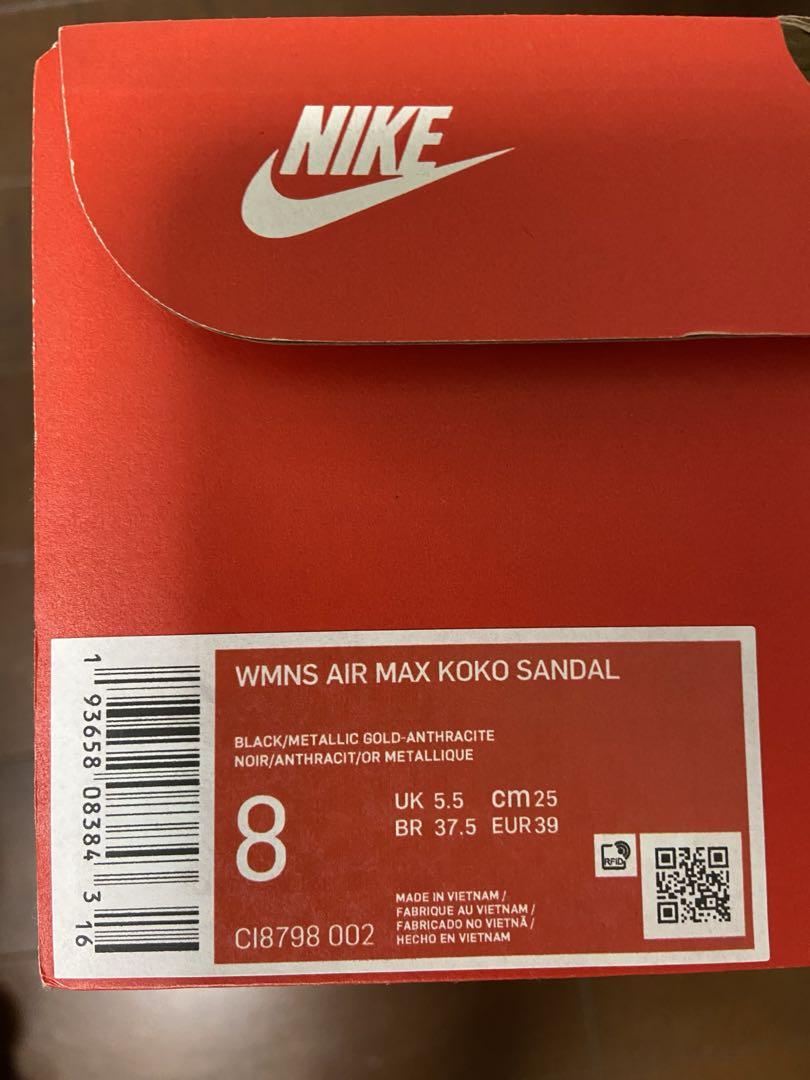 NIKE
WMNS AIR MAX KOKO SANDAL
BLACK/METALLIC GOLD-ANTHRACITE
NOIR/ANTHRACIT/OR METALLIQUE
8
UK 5.5 cm 25
BR 37.5 EUR 39
RFID
MADE IN VIETNAM /
FABRIQUE AU VIETNAM /
FABRICADO NO VIETNÃ /
HECHO EN VIETNAM
CI8798 002
1 93658 08384 3 16